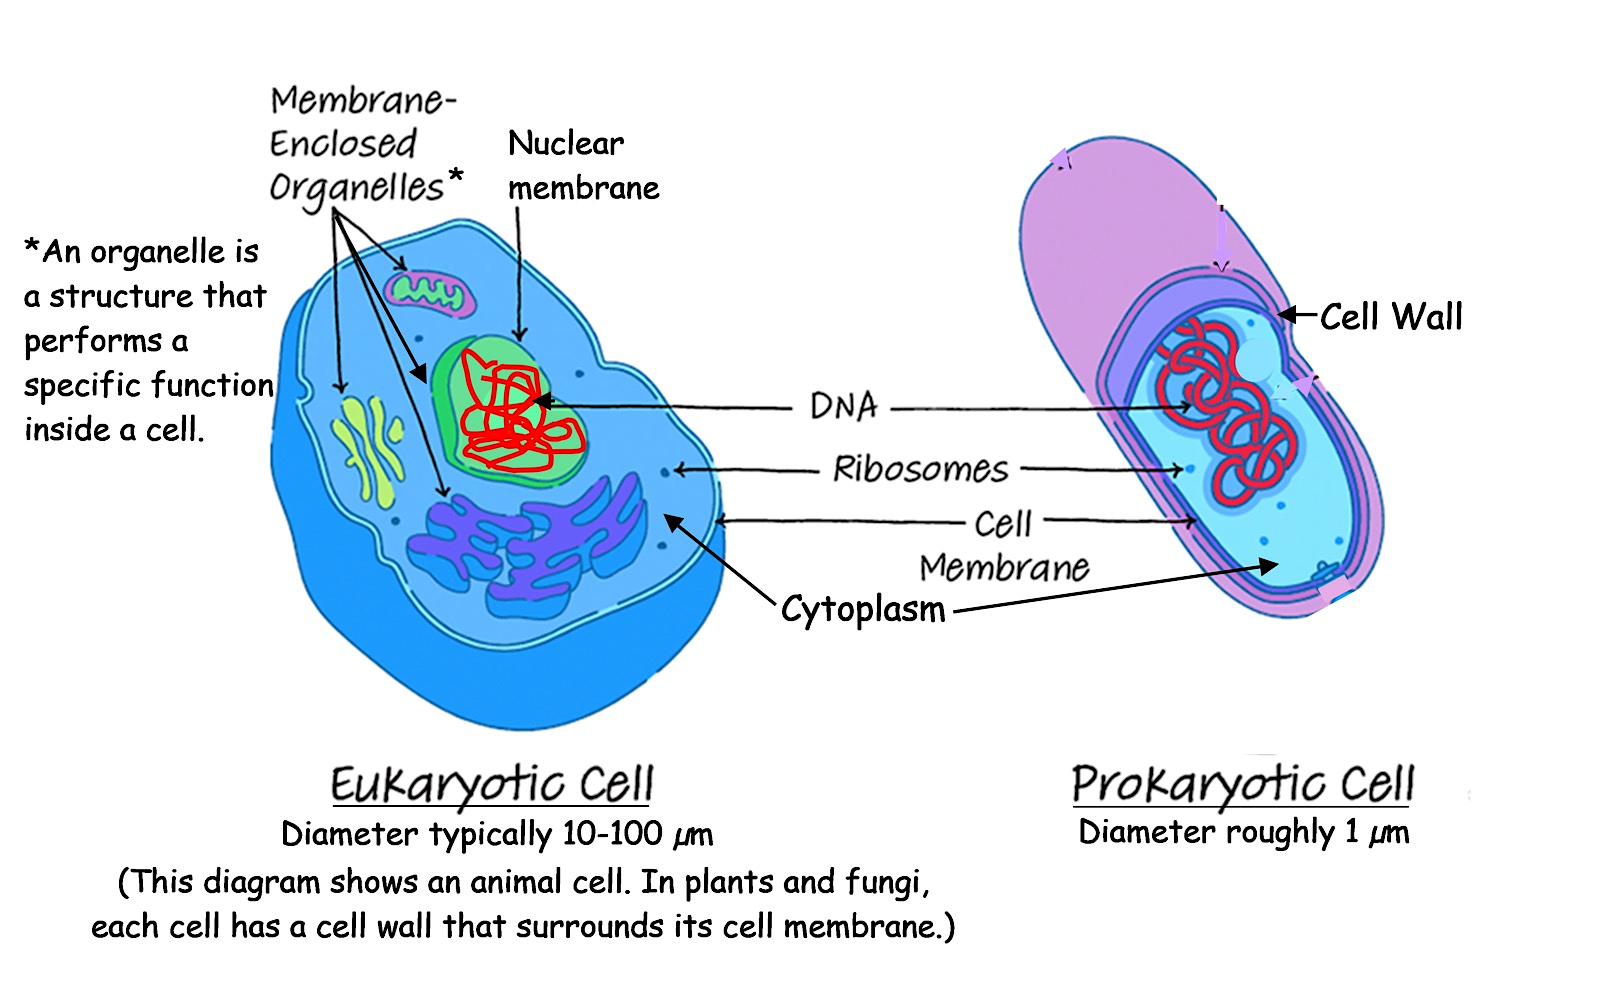 Membrane-
Enclosed
Organelles*
Nuclear
membrane
*An organelle is
a structure that
performs a
specific function
inside a cell.
Cell Wall
DNA
Ribosomes
Cell
Membrane
Cytoplasm
Eukaryotic Cell
Diameter typically 10-100 µm
(This diagram shows an animal cell. In plants and fungi,
each cell has a cell wall that surrounds its cell membrane.)
Prokaryotic Cell
Diameter roughly 1 µm